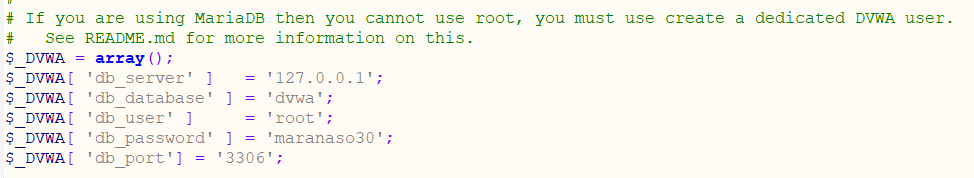 #
# If you are using MariaDB then you cannot use root, you must use create a dedicated DVWA user.
#   See README.md for more information on this.
$_DVWA = array();
$_DVWA[ 'db_server' ]   = '127.0.0.1';
$_DVWA[ 'db_database' ] = 'dvwa';
$_DVWA[ 'db_user' ]     = 'root';
$_DVWA[ 'db_password' ] = 'maranaso30';
$_DVWA[ 'db_port'] = '3306';